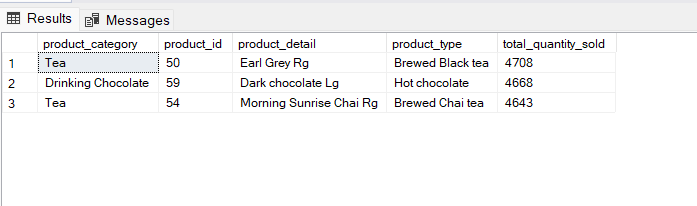 Results Messages
product_category product_id product_detail product_type total_quantity_sold
1 Tea 50 Earl Grey Rg Brewed Black tea 4708
2 Drinking Chocolate 59 Dark chocolate Lg Hot chocolate 4668
3 Tea 54 Morning Sunrise Chai Rg Brewed Chai tea 4643